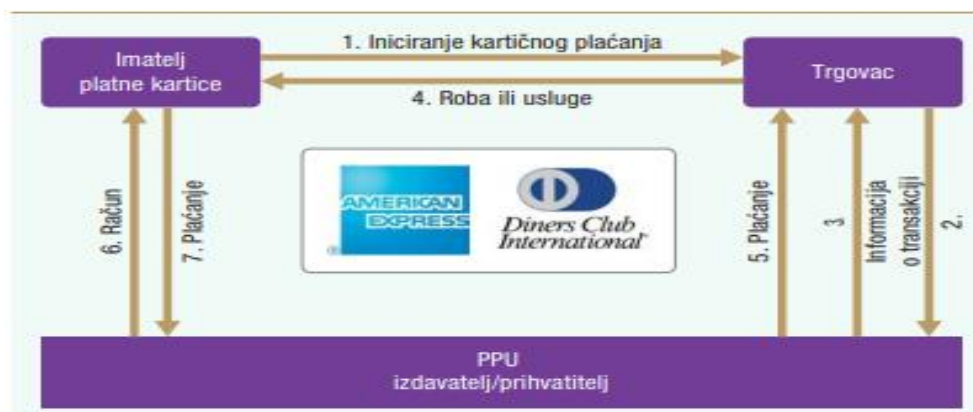 1. Iniciranje kartičnog plaćanja
Imatelj
platne kartice
Trgovac
4. Roba ili usluge
AMERICAN
EXPRESS
®
Diners Club
International
6. Račun
7. Plaćanje
5. Plaćanje
3
Informacija
o transakciji
2.
PPU
izdavatelj/prihvatitelj